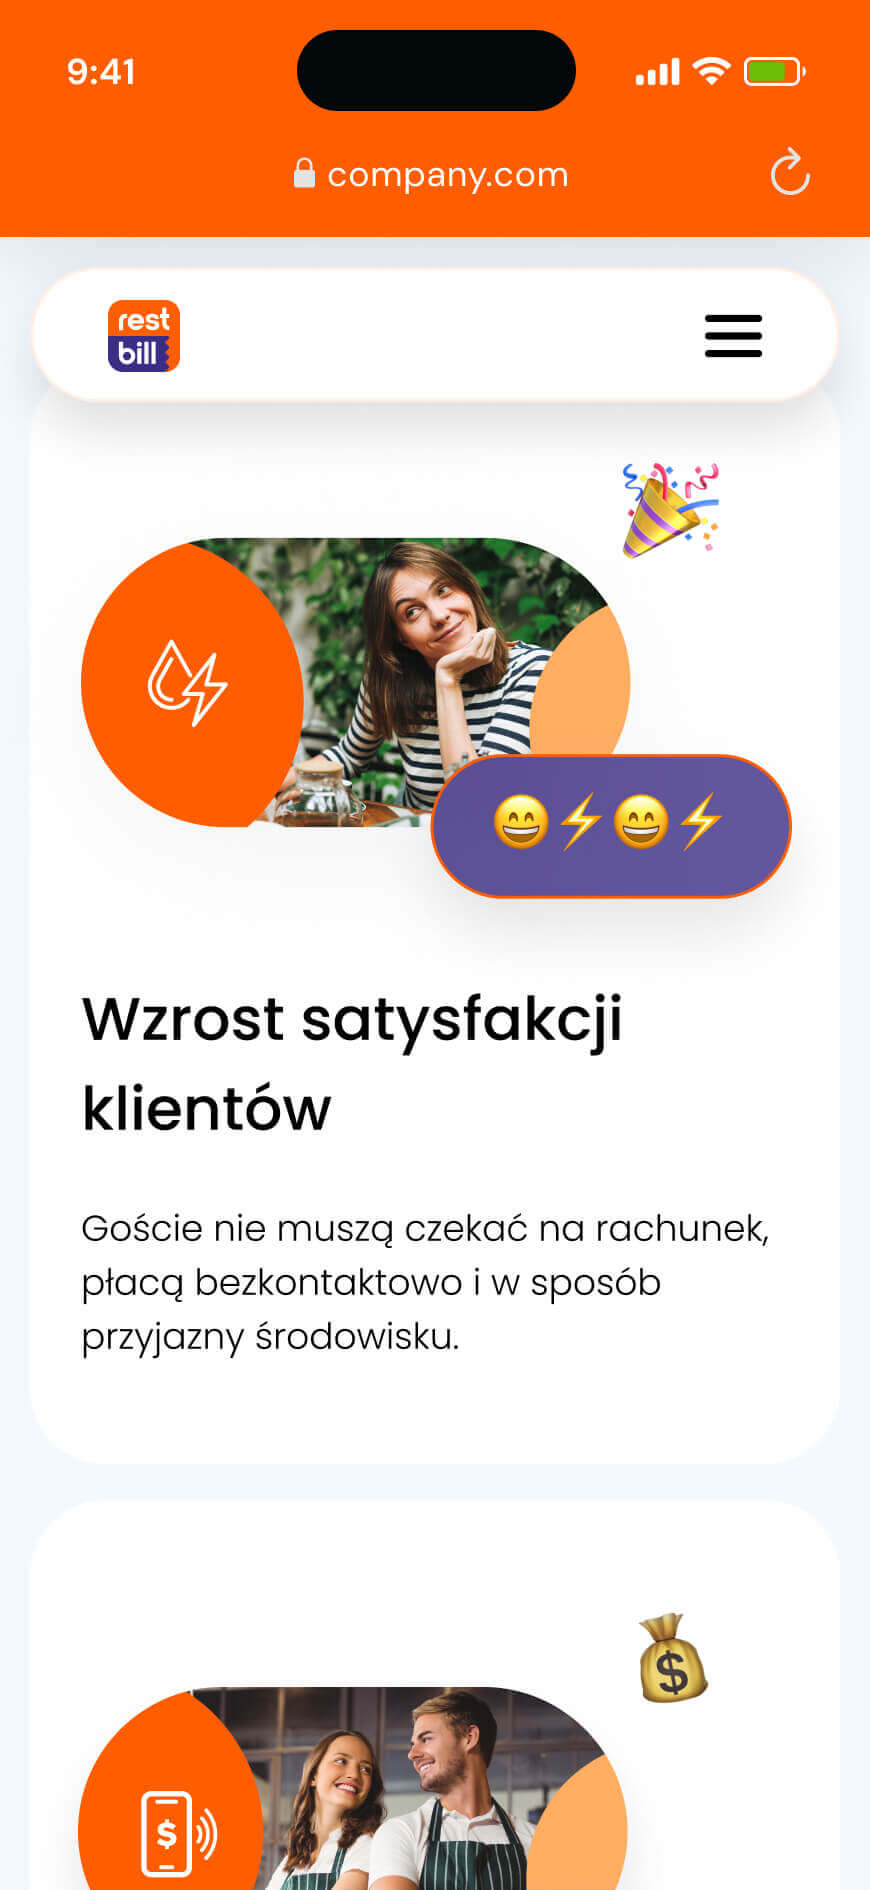 9:41
company.com
rest
bill
😄⚡😄⚡
Wzrost satysfakcji
klientów
Goście nie muszą czekać na rachunek,
płacą bezkontaktowo i w sposób
przyjazny środowisku.
$
$